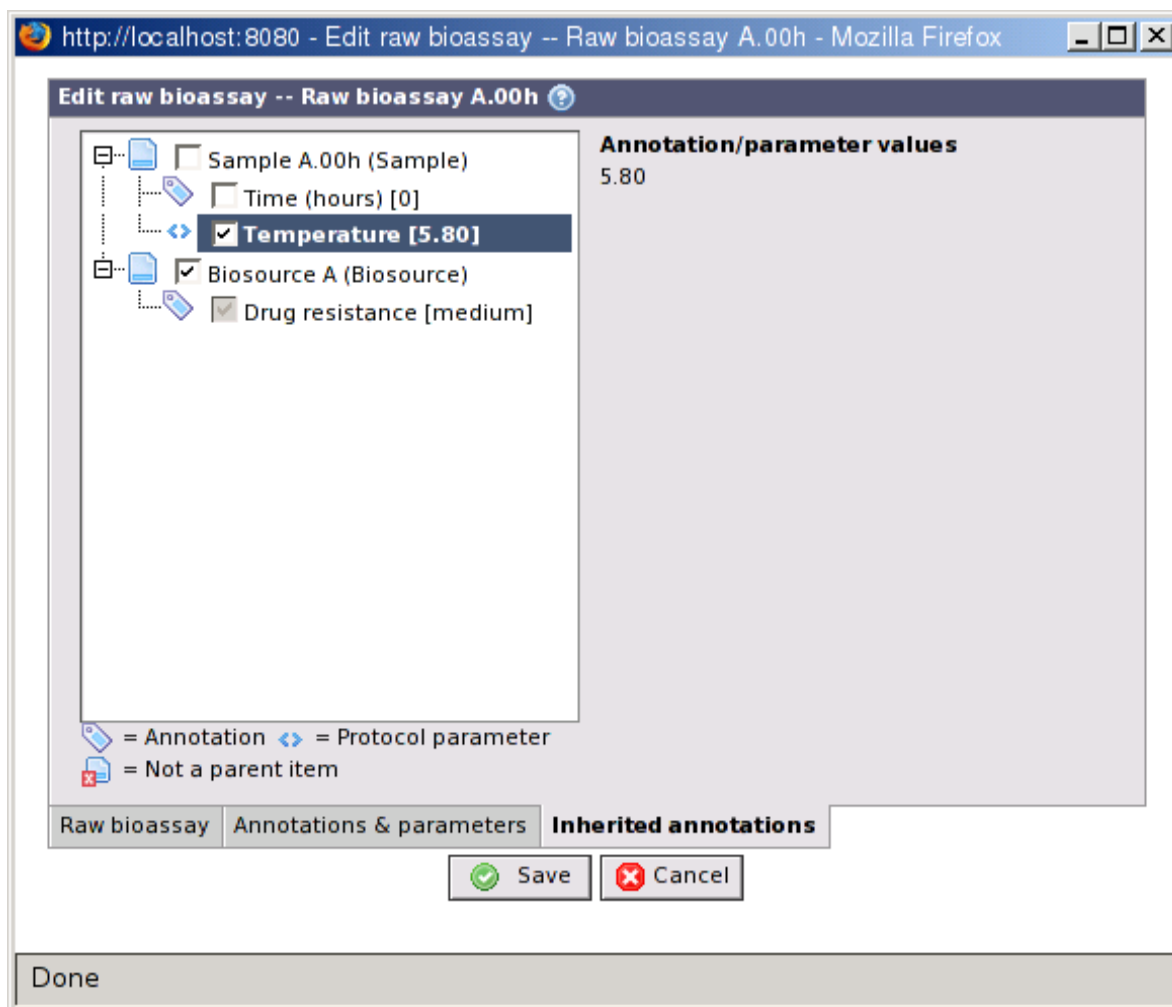 http://localhost:8080 - Edit raw bioassay -- Raw bioassay A.00h - Mozilla Firefox
Edit raw bioassay -- Raw bioassay A.00h ?
Sample A.00h (Sample)
Time (hours) [0]
Temperature [5.80]
Biosource A (Biosource)
Drug resistance [medium]
Annotation/parameter values
5.80
= Annotation <> = Protocol parameter
= Not a parent item
Raw bioassay Annotations & parameters Inherited annotations
Save Cancel
Done